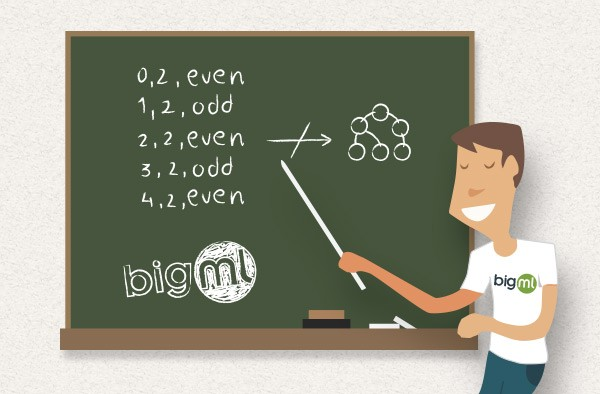 0,2,even
1,2,odd
2,2,even
3,2,odd
4,2,even
bigml
bigml